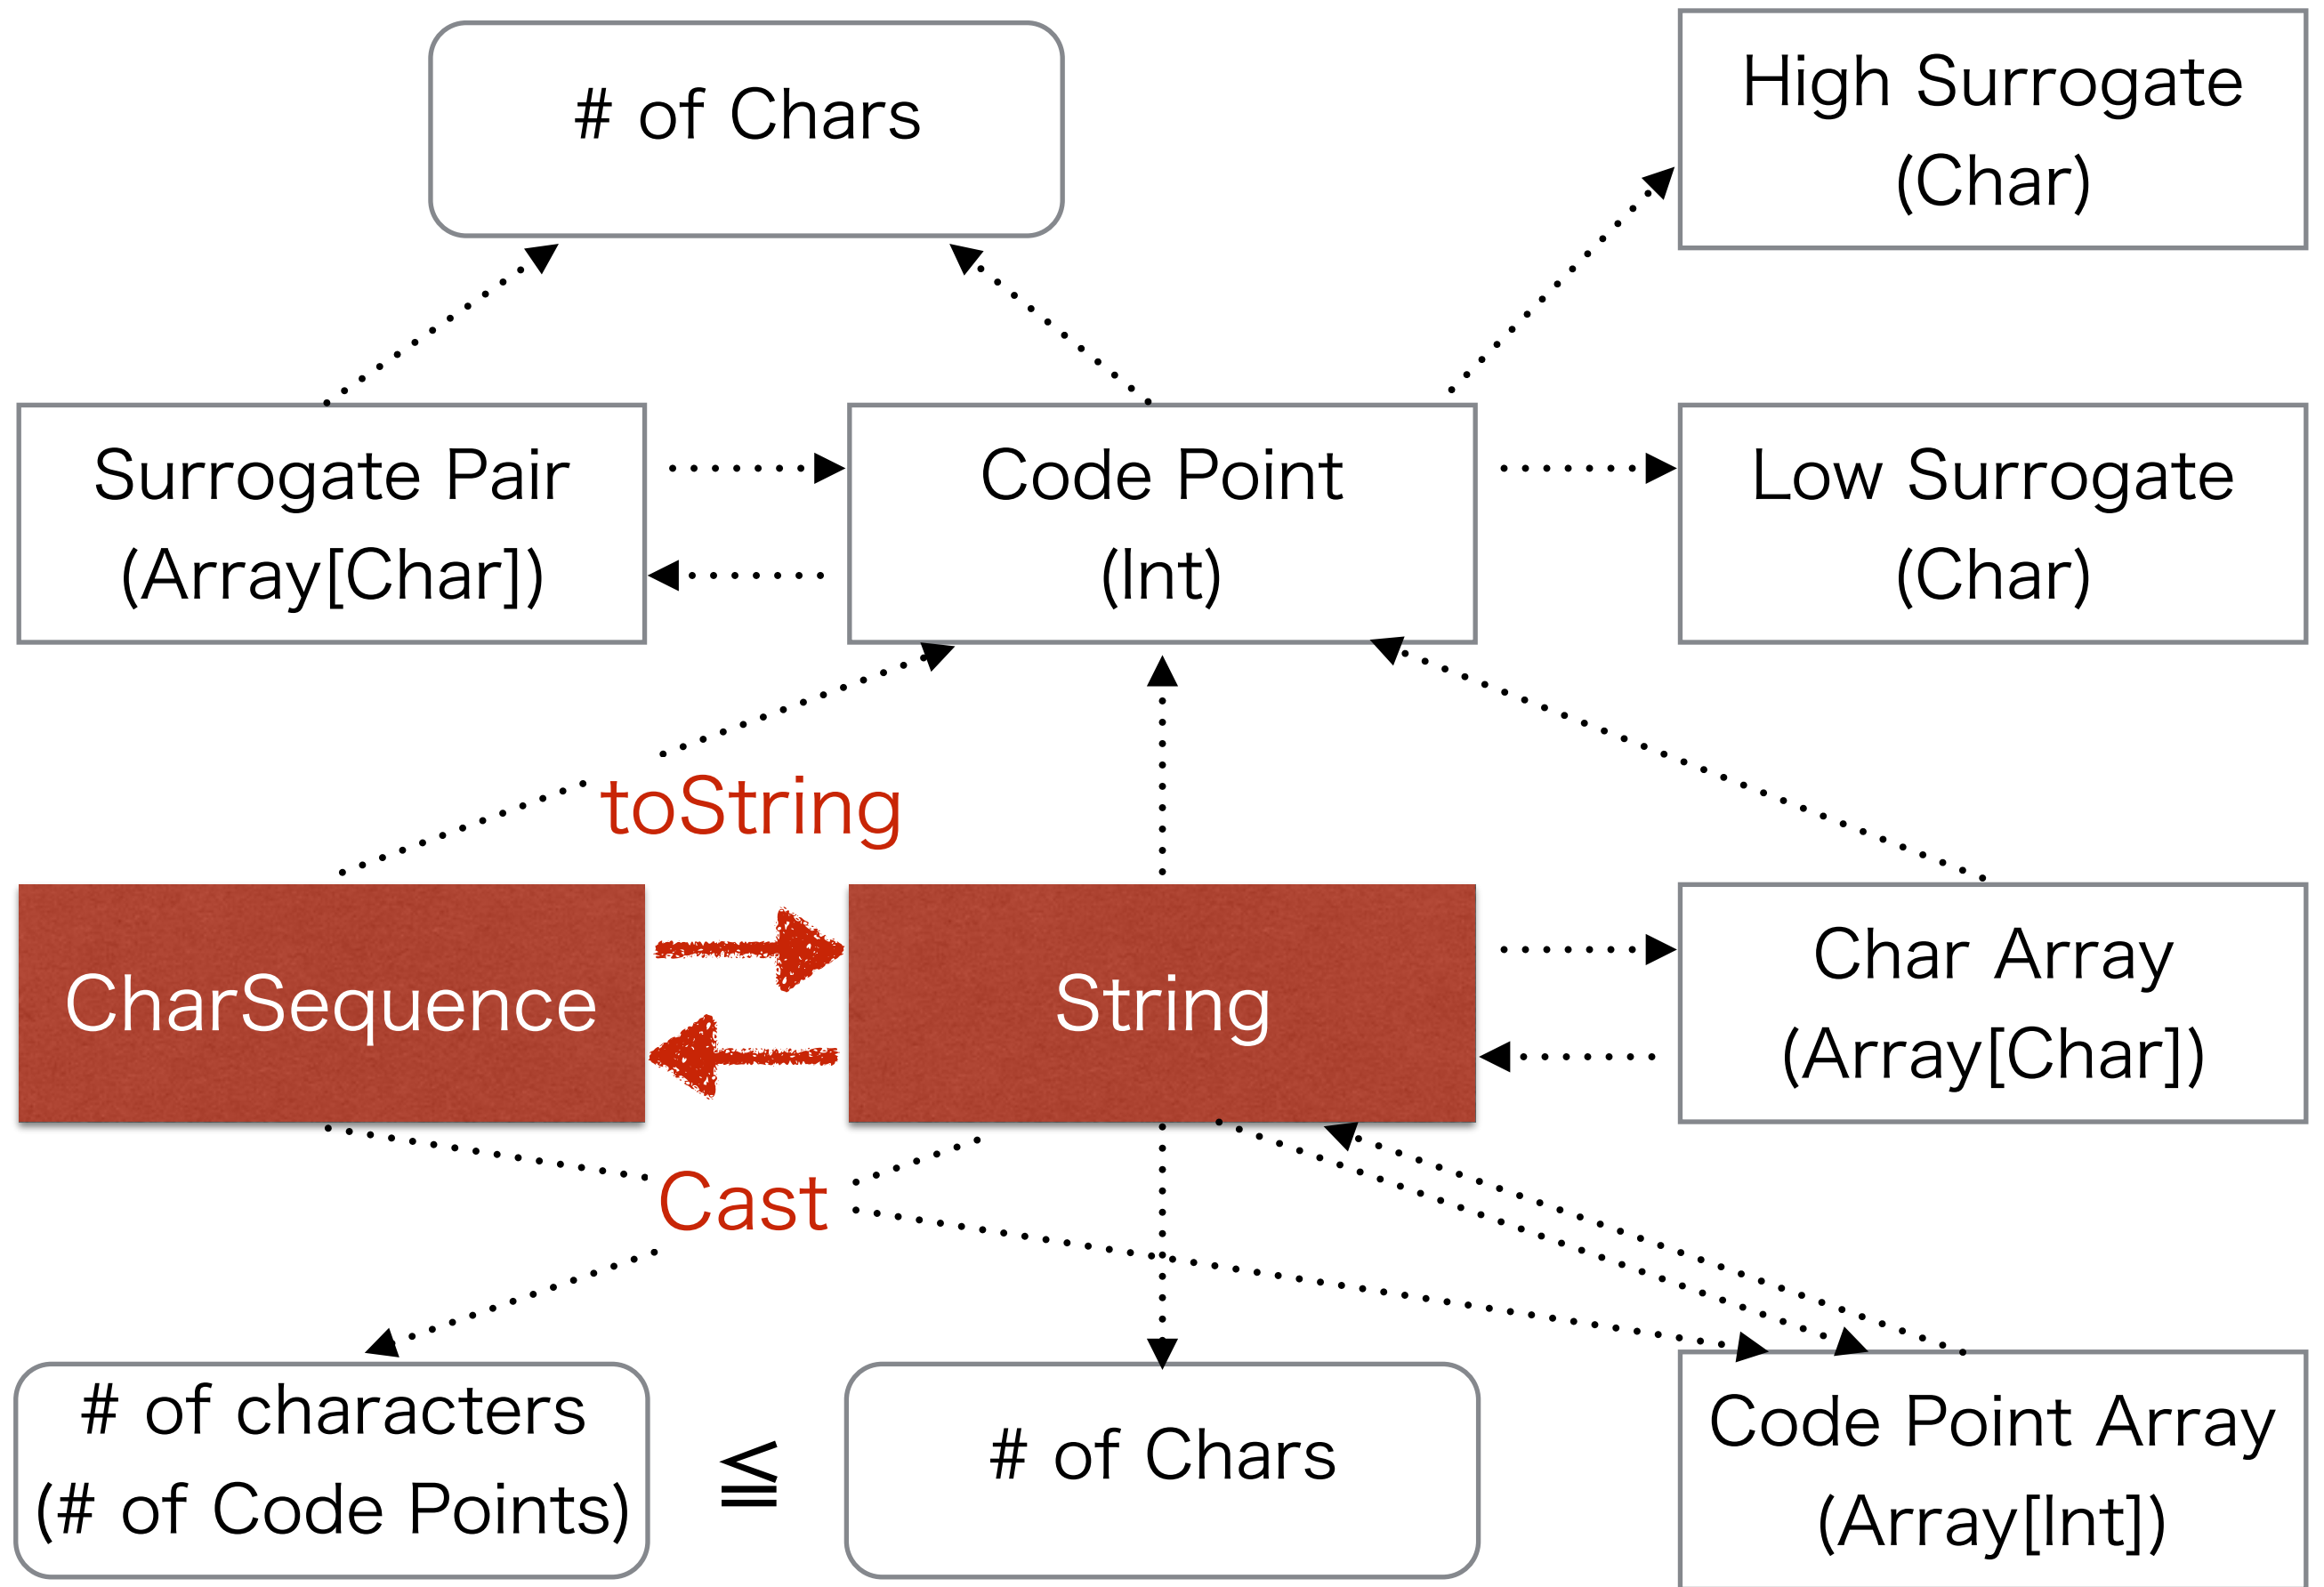 # of Chars
High Surrogate
(Char)
Surrogate Pair
(Array[Char])
Code Point
(Int)
Low Surrogate
(Char)
toString
CharSequence
String
Char Array
(Array[Char])
Cast
# of characters
(# of Code Points)
≦
# of Chars
Code Point Array
(Array[Int])